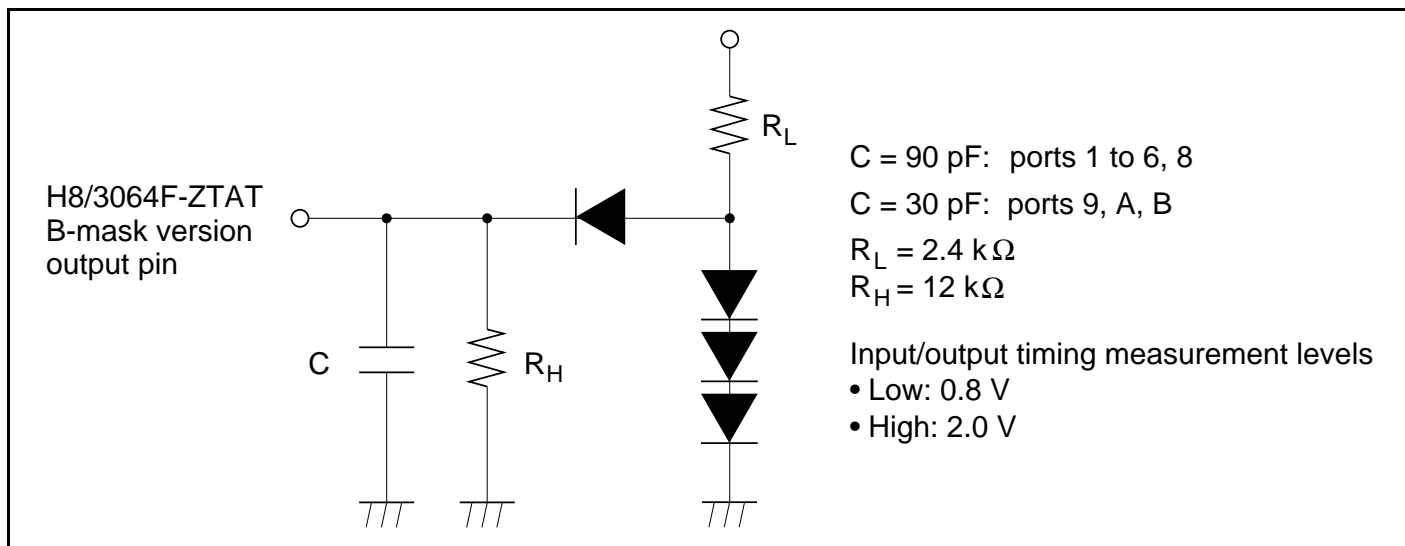 H8/3064F-ZTAT
B-mask version
output pin
C
R_H
R_L
C = 90 pF: ports 1 to 6, 8
C = 30 pF: ports 9, A, B
R_L = 2.4 kΩ
R_H = 12 kΩ
Input/output timing measurement levels
• Low: 0.8 V
• High: 2.0 V